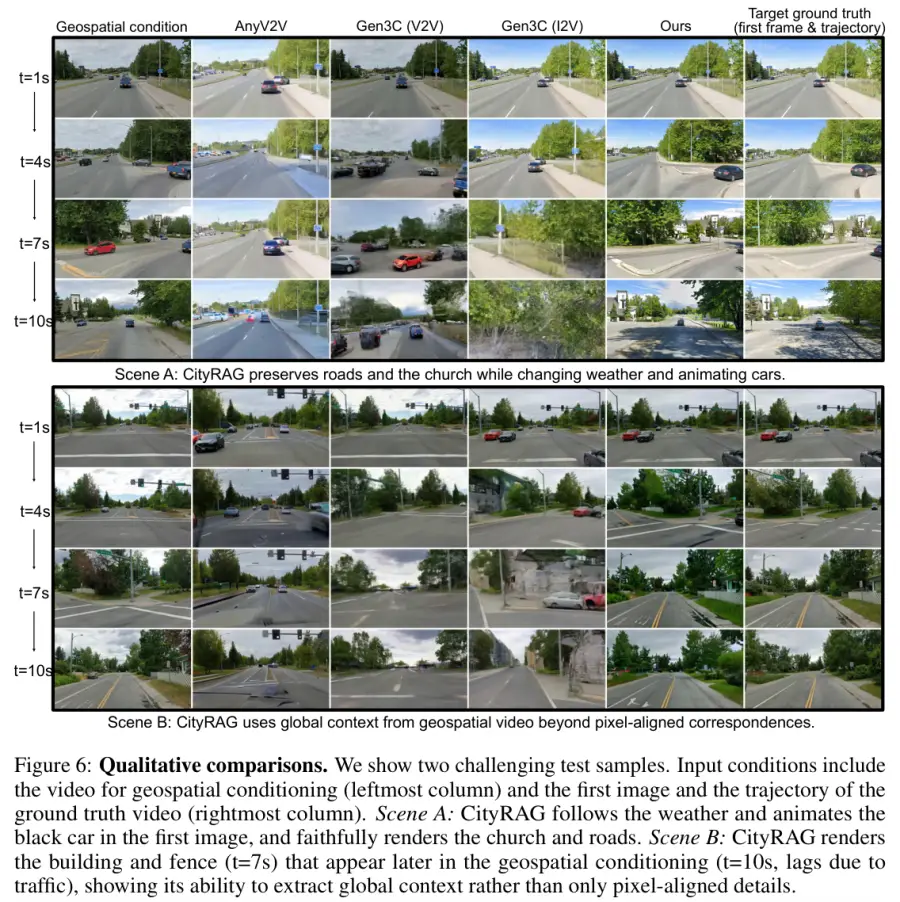 Geospatial condition AnyV2V Gen3C (V2V) Gen3C (I2V) Ours Target ground truth
(first frame & trajectory)
t=1s
t=4s
t=7s
t=10s
Scene A: CityRAG preserves roads and the church while changing weather and animating cars.
t=1s
t=4s
t=7s
t=10s
Scene B: CityRAG uses global context from geospatial video beyond pixel-aligned correspondences.
Figure 6: Qualitative comparisons. We show two challenging test samples. Input conditions include
the video for geospatial conditioning (leftmost column) and the first image and the trajectory of the
ground truth video (rightmost column). Scene A: CityRAG follows the weather and animates the
black car in the first image, and faithfully renders the church and roads. Scene B: CityRAG renders
the building and fence (t=7s) that appear later in the geospatial conditioning (t=10s, lags due to
traffic), showing its ability to extract global context rather than only pixel-aligned details.